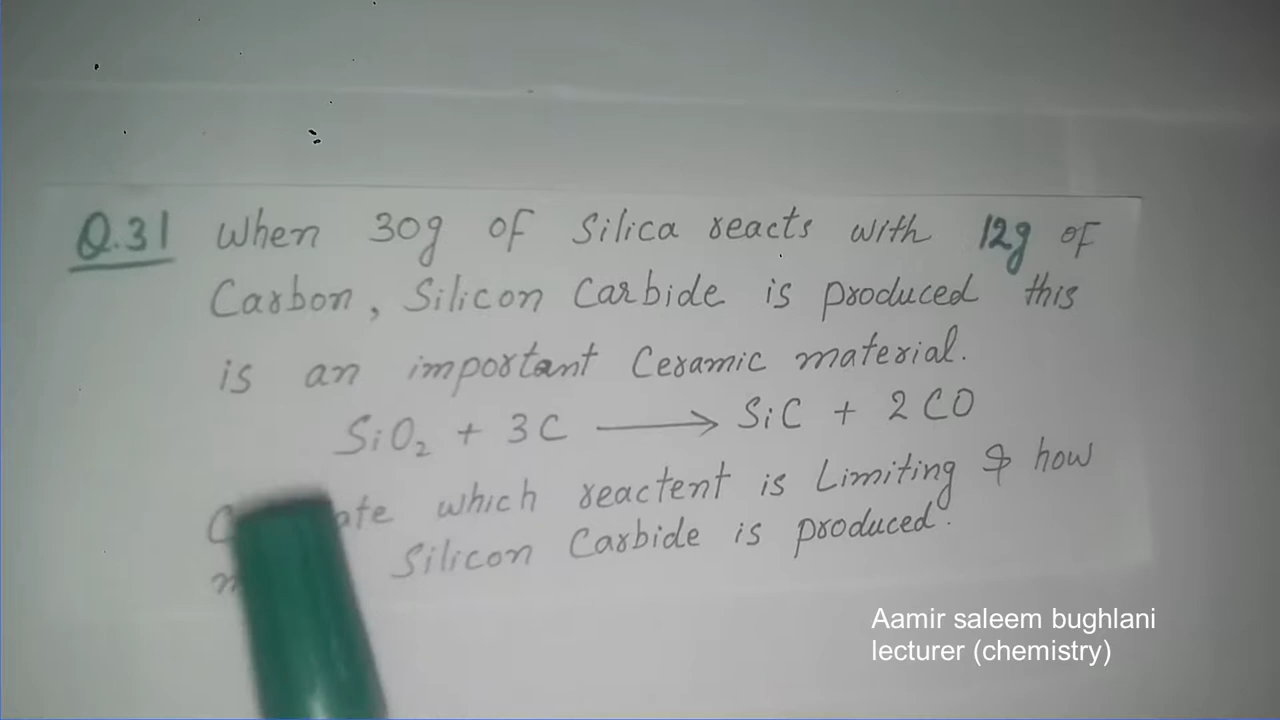 Q.31 When 30g of Silica reacts with 12g of
Carbon, Silicon Carbide is produced this
is an important Ceramic material.
SiO₂ + 3C ⟶ SiC + 2CO
which reactent is Limiting & how
Silicon Carbide is produced.
Aamir saleem bughlani
lecturer (chemistry)